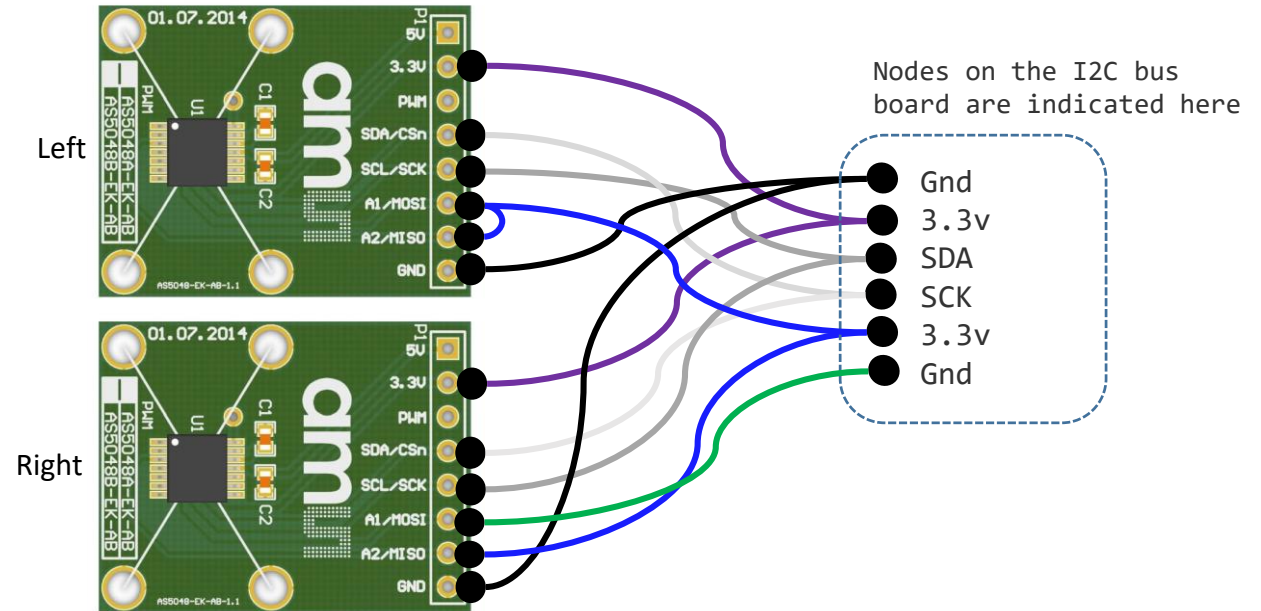 01.07.2014
P1
5V
3.3V
PWM
SDA/CSn
SCL/SCK
A1/MOSI
A2/MISO
GND
PWM
U1
C1
C2
AS5048A-EK-AB
AS5048B-EK-AB
am5
AS5048-EK-AB-1.1
Left
01.07.2014
P1
5V
3.3V
PWM
SDA/CSn
SCL/SCK
A1/MOSI
A2/MISO
GND
PWM
U1
C1
C2
AS5048A-EK-AB
AS5048B-EK-AB
am5
AS5048-EK-AB-1.1
Right
Nodes on the I2C bus
board are indicated here
Gnd
3.3v
SDA
SCK
3.3v
Gnd